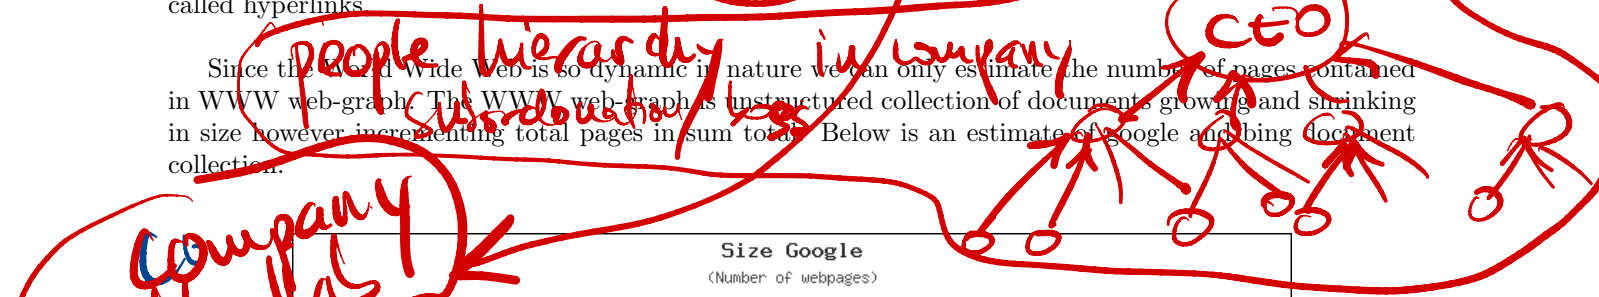 called hyperlinks.
people hierarchy in company
CEO
Since the World Wide Web is so dynamic in nature we can only estimate the number of pages contained
in WWW web-graph. The WWW web-graph is unstructured collection of documents growing and shrinking
subordination / boss
in size however incrementing total pages in sum total. Below is an estimate of google and bing document
collection.
Company
Size Google
(Number of webpages)